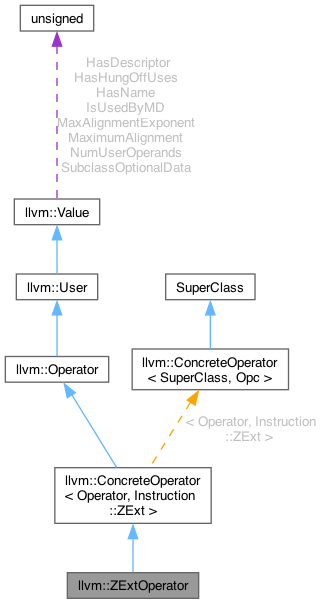 unsigned
HasDescriptor
HasHungOffUses
HasName
IsUsedByMD
MaxAlignmentExponent
MaximumAlignment
NumUserOperands
SubclassOptionalData
llvm::Value
llvm::User
SuperClass
llvm::Operator
llvm::ConcreteOperator
< SuperClass, Opc >
< Operator, Instruction
::ZExt >
llvm::ConcreteOperator
< Operator, Instruction
::ZExt >
llvm::ZExtOperator